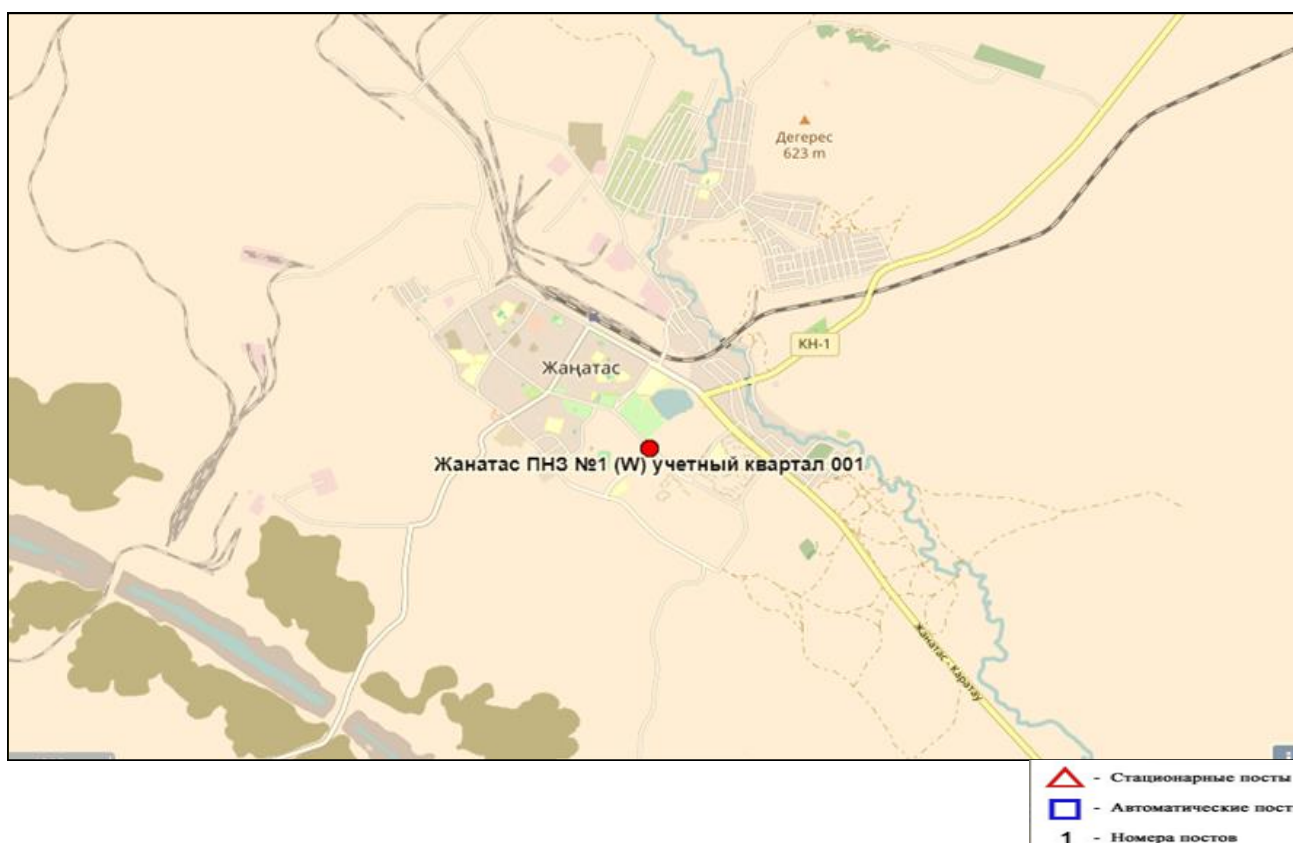 Дегерес
623 m
КН-1
Жаңатас
Жанатас ПНЗ №1 (W) учетный квартал 001
Жанатас - Каратау
- Стационарные посты
- Автоматические пост
1 - Номера постов